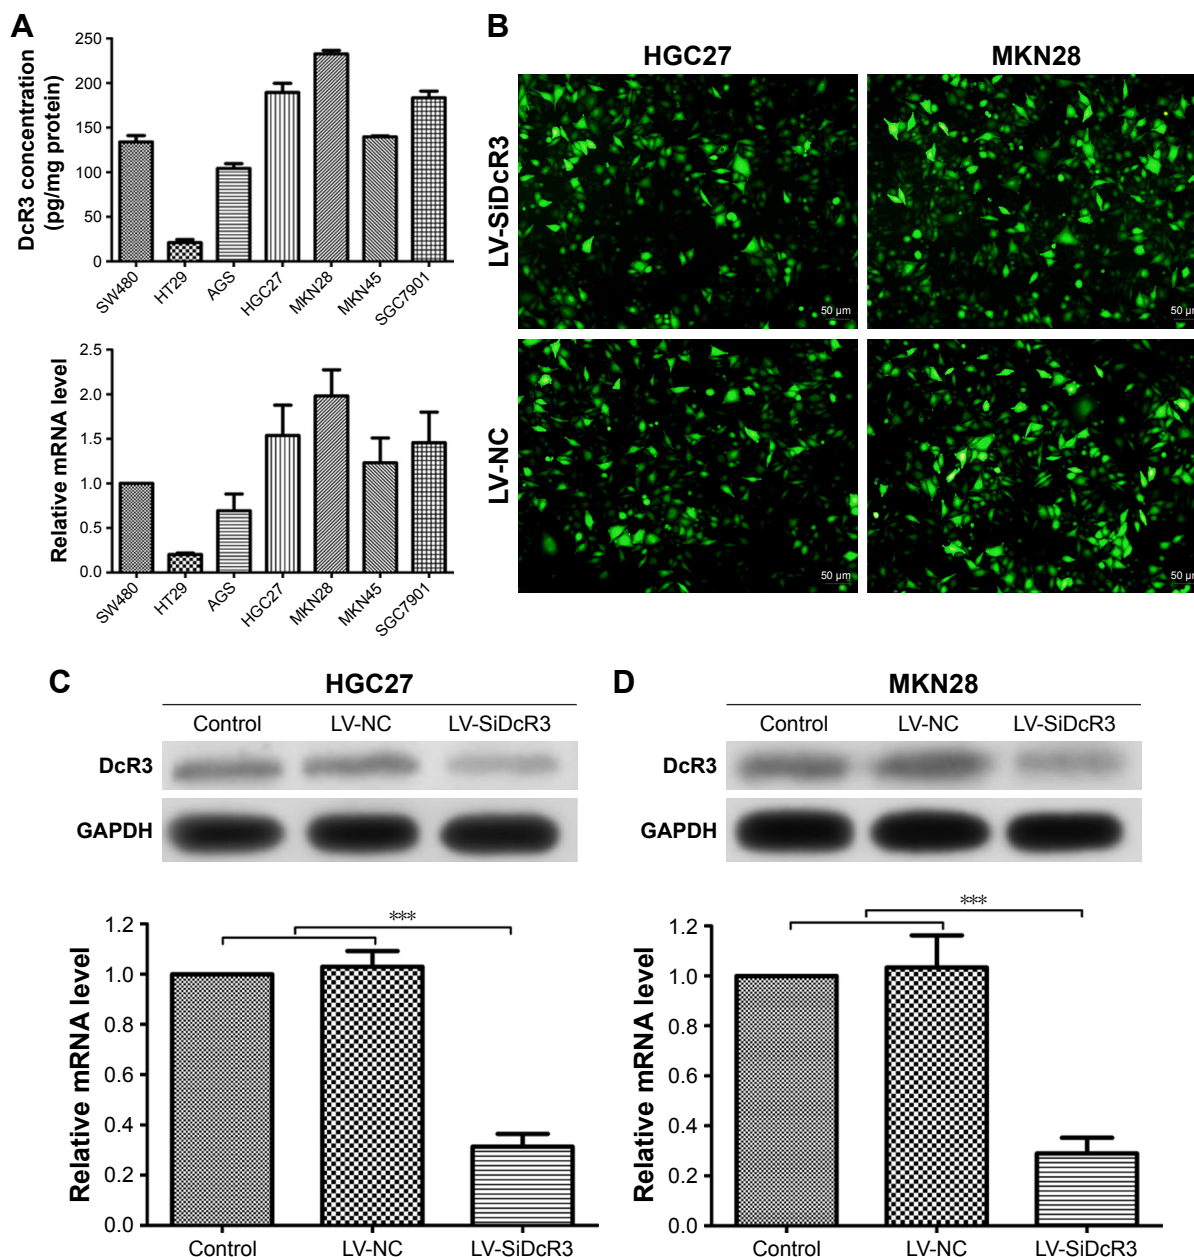 A
DcR3 concentration
(pg/mg protein)
250
200
150
100
50
0
SW480
HT29
AGS
HGC27
MKN28
MKN45
SGC7901
Relative mRNA level
2.5
2.0
1.5
1.0
0.5
0.0
SW480
HT29
AGS
HGC27
MKN28
MKN45
SGC7901
B
HGC27 MKN28
LV-SiDcR3
50 µm
50 µm
LV-NC
50 µm
50 µm
C
HGC27
Control LV-NC LV-SiDcR3
DcR3
GAPDH
Relative mRNA level
1.2
1.0
0.8
0.6
0.4
0.2
0.0
***
Control LV-NC LV-SiDcR3
D
MKN28
Control LV-NC LV-SiDcR3
DcR3
GAPDH
Relative mRNA level
1.2
1.0
0.8
0.6
0.4
0.2
0.0
***
Control LV-NC LV-SiDcR3